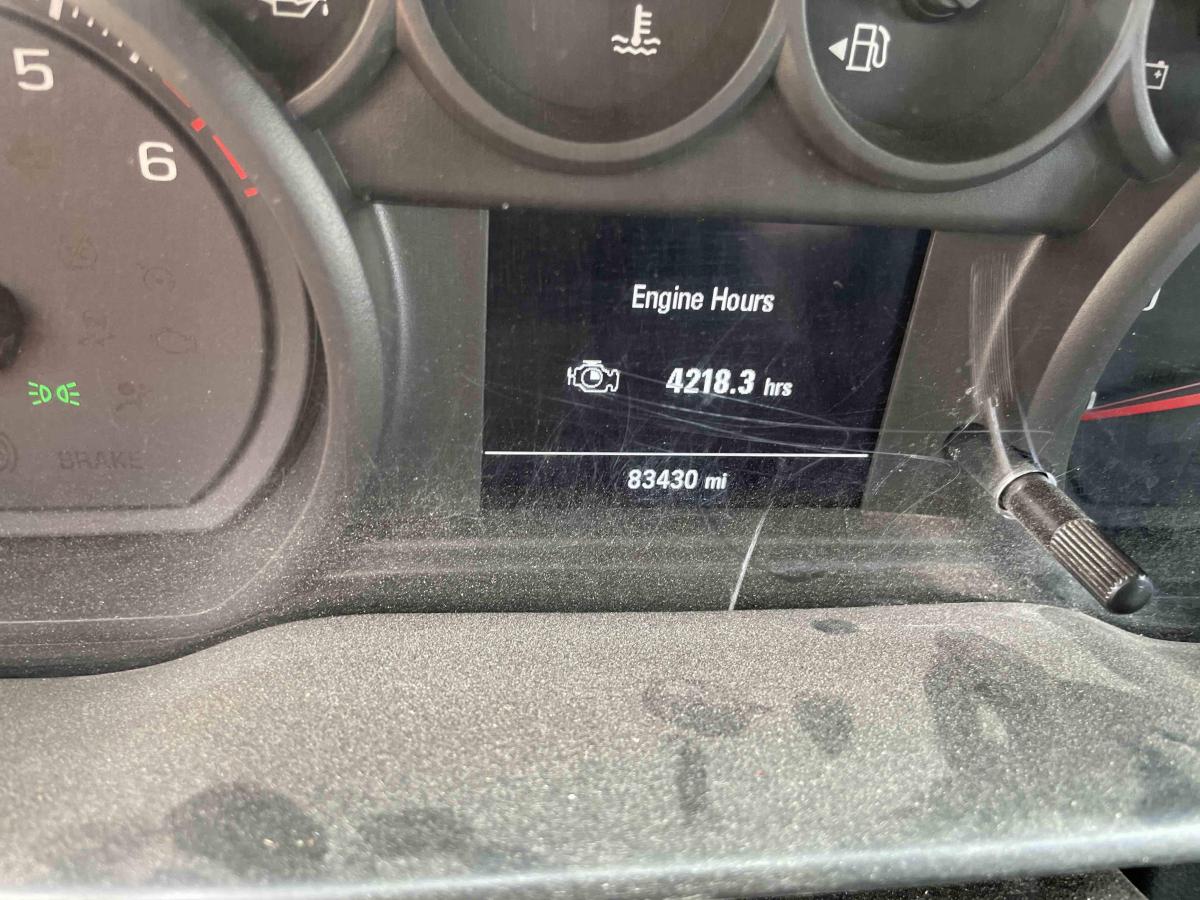 5
6
Engine Hours
4218.3 hrs
83430 mi
BRAKE